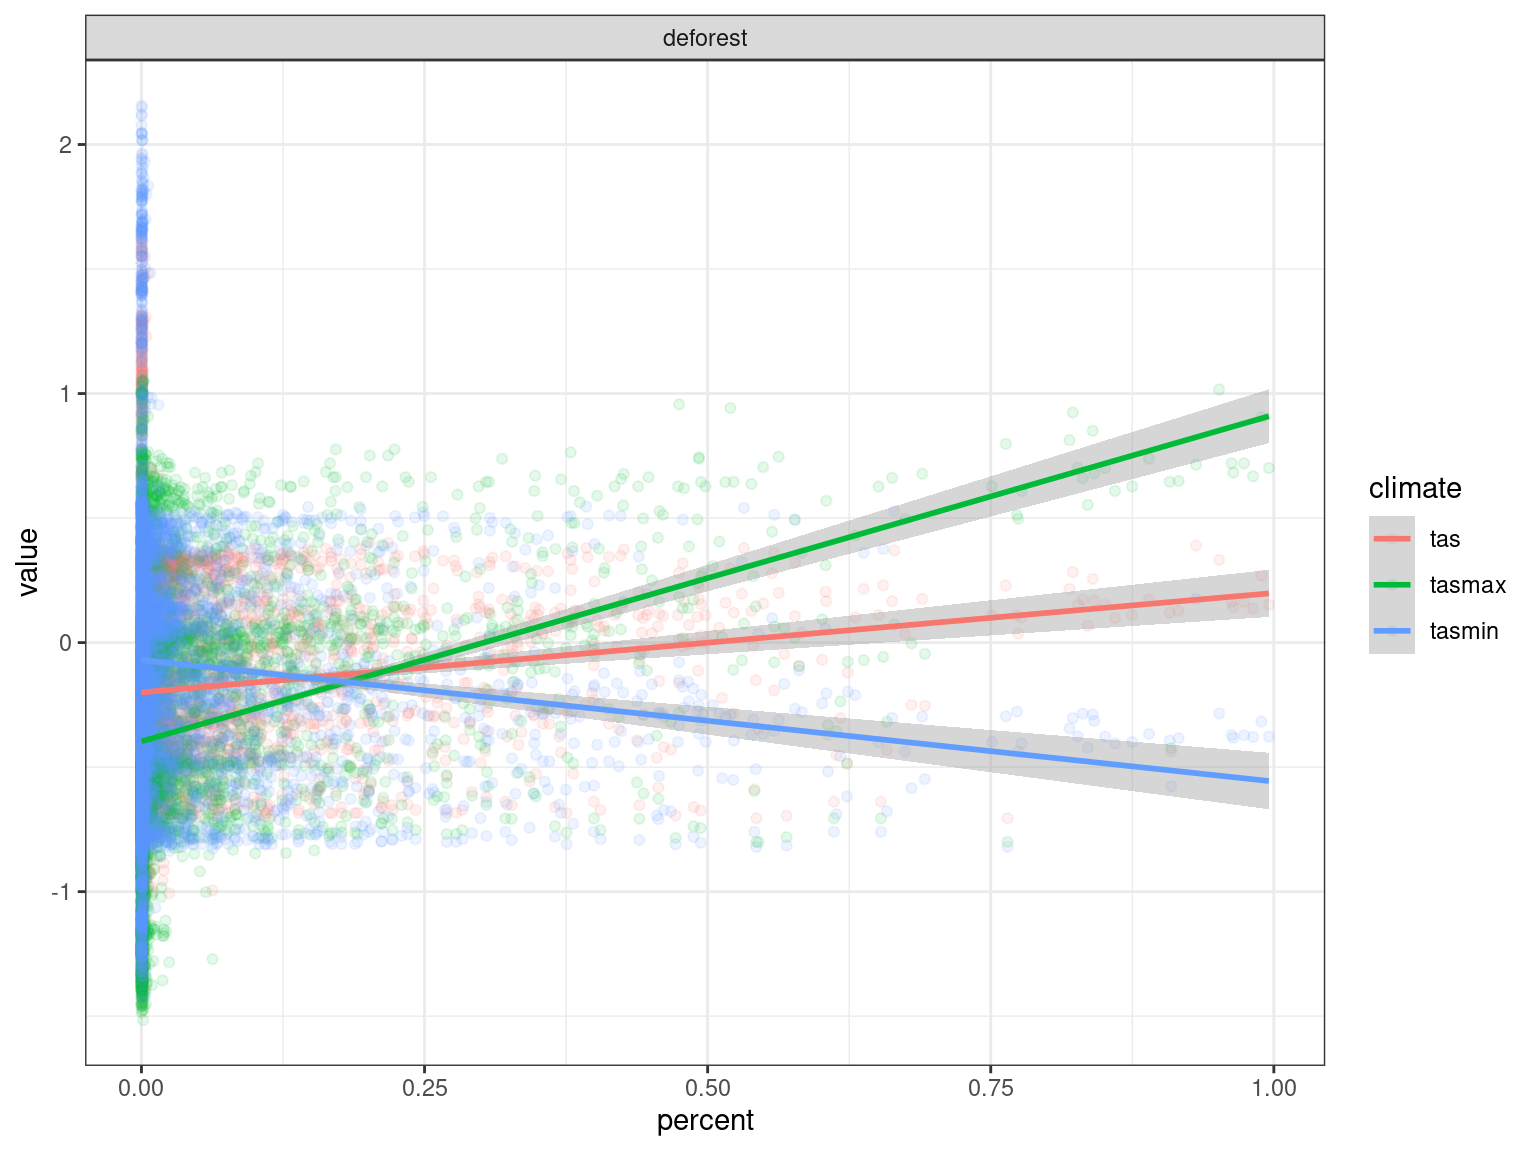 deforest
value
2
1
0
-1
0.00 0.25 0.50 0.75 1.00
percent
climate
tas
tasmax
tasmin